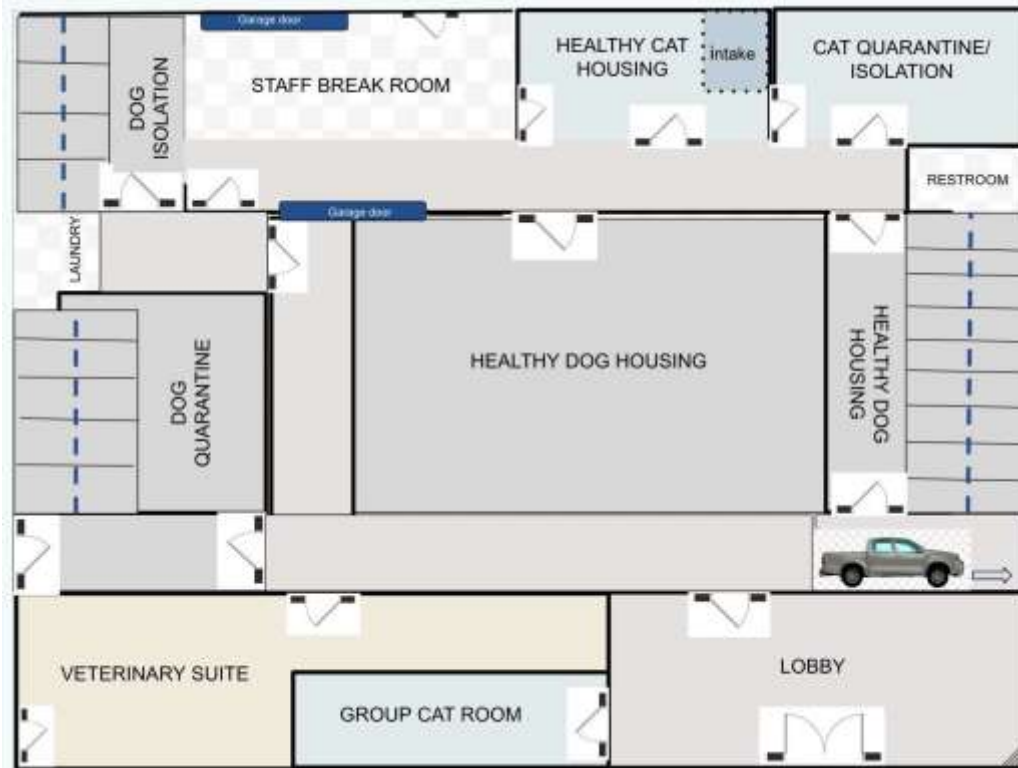 Garage door
DOG
ISOLATION
STAFF BREAK ROOM
HEALTHY CAT
HOUSING
intake
CAT QUARANTINE/
ISOLATION
RESTROOM
Garage door
LAUNDRY
DOG
QUARANTINE
HEALTHY DOG HOUSING
HEALTHY DOG
HOUSING
VETERINARY SUITE
GROUP CAT ROOM
LOBBY